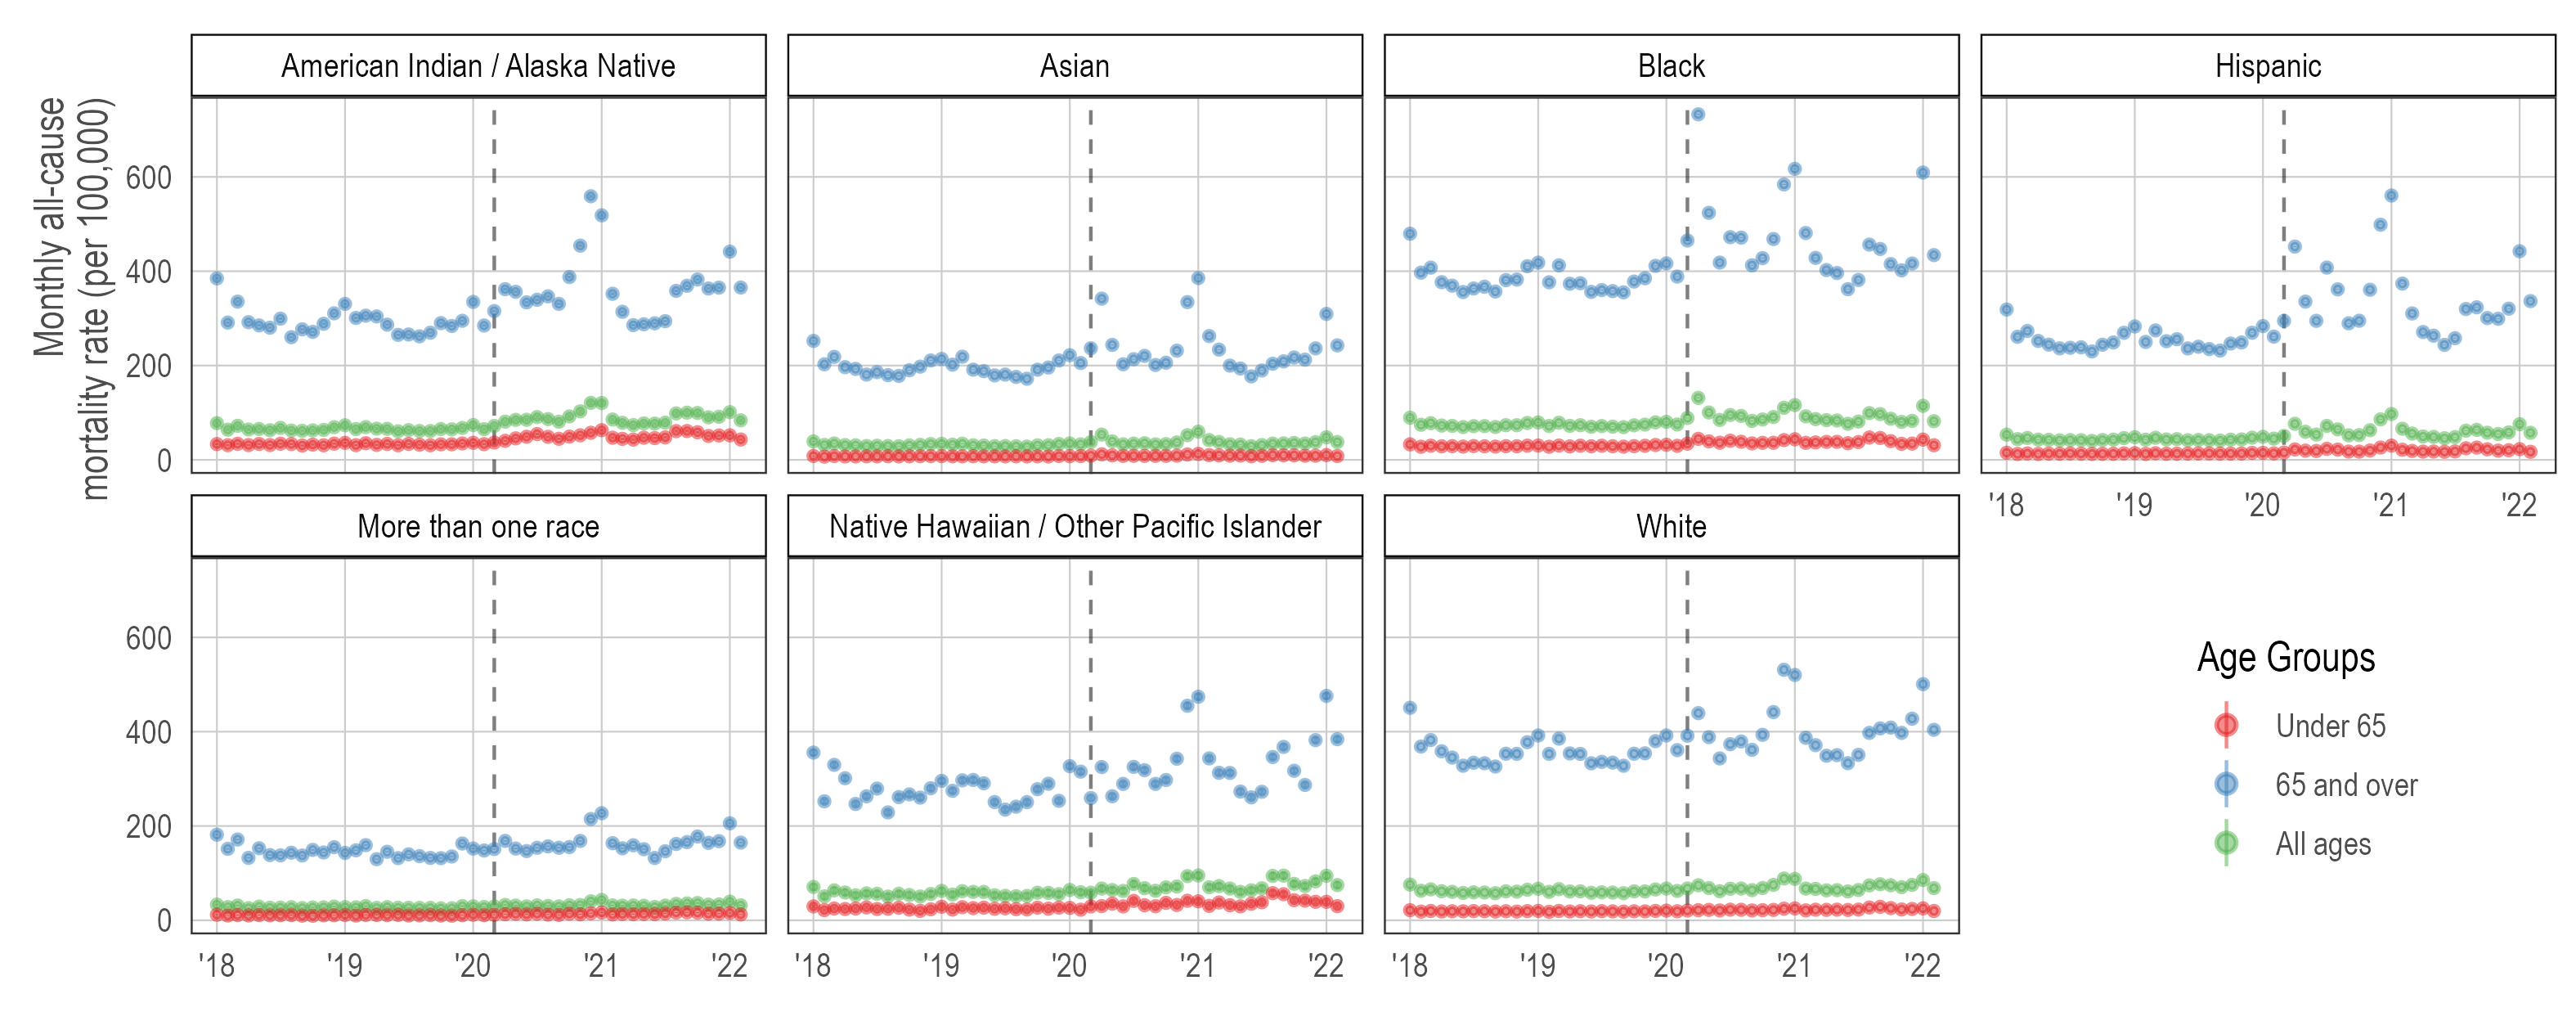 American Indian / Alaska Native
Asian
Black
Hispanic
Monthly all-cause
mortality rate (per 100,000)
600
400
200
0
'18
'19
'20
'21
'22
More than one race
Native Hawaiian / Other Pacific Islander
White
600
400
200
0
'18
'19
'20
'21
'22
'18
'19
'20
'21
'22
'18
'19
'20
'21
'22
Age Groups
Under 65
65 and over
All ages